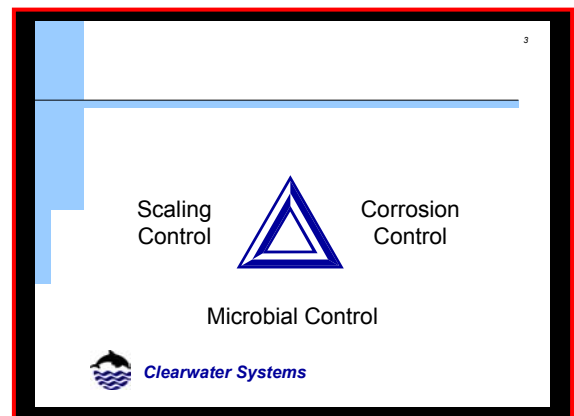 3
Scaling
Control
Corrosion
Control
Microbial Control
Clearwater Systems